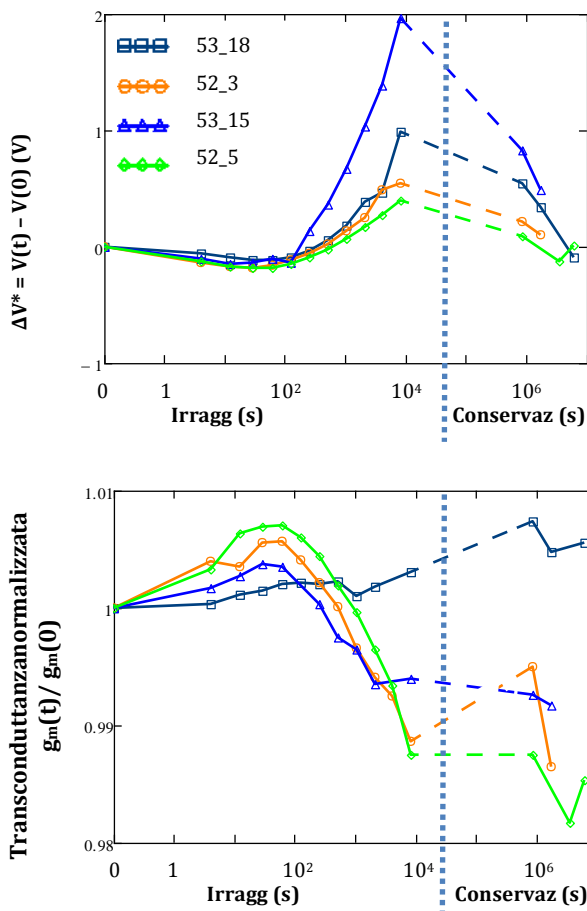 2
53_18
52_3
53_15
52_5
1
0
− 1
ΔV* = V(t) – V(0) (V)
0 1 10² 10⁴ 10⁶
Irragg (s) Conservaz (s)
1.01
1
0.99
0.98
Transconduttanzanormalizzata
gₘ(t)/ gₘ(0)
0 1 10² 10⁴ 10⁶
Irragg (s) Conservaz (s)